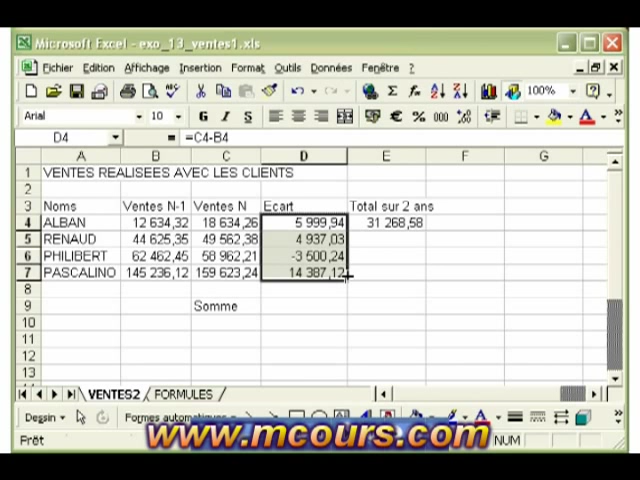 Microsoft Excel - exo_13_ventes1.xls
Fichier Edition Affichage Insertion Format Outils Données Fenêtre ?
100%
Arial 10 G I S € % 000
D4 = =C4-B4
A B C D E F G
1 VENTES REALISEES AVEC LES CLIENTS
2
3 Noms Ventes N-1 Ventes N Ecart Total sur 2 ans
4 ALBAN 12 634,32 18 634,26 5 999,94 31 268,58
5 RENAUD 44 625,35 49 562,38 4 937,03
6 PHILIBERT 62 462,45 58 962,21 -3 500,24
7 PASCALINO 145 236,12 159 623,24 14 387,12
8
9 Somme
10
11
12
13
VENTES2 FORMULES
Dessin Formes automatiques
www.mcours.com
Prêt NUM